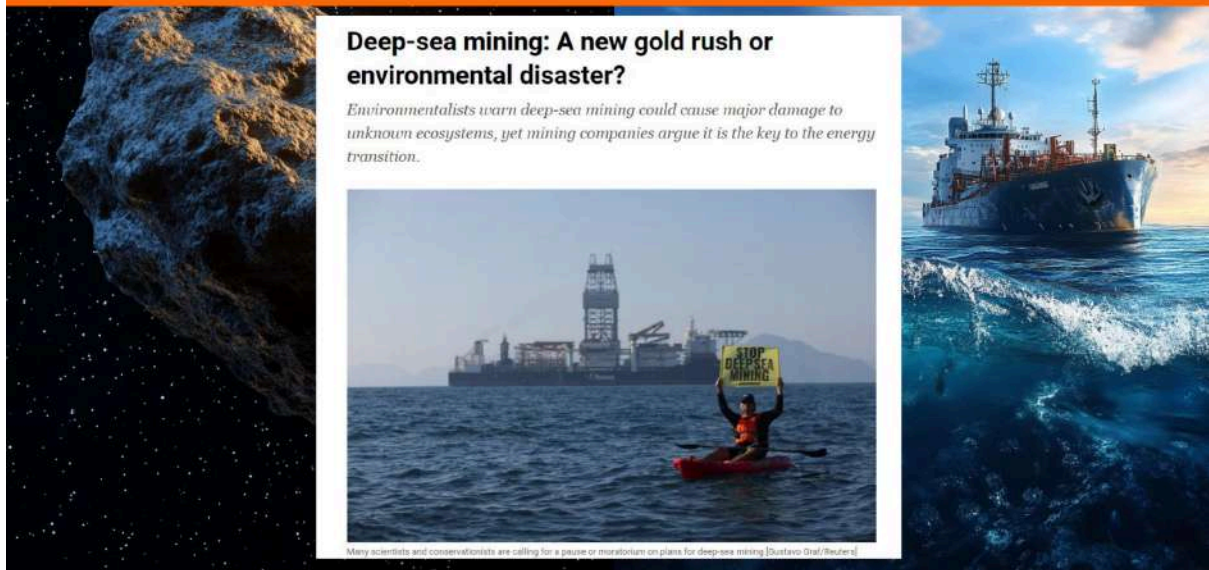 Deep-sea mining: A new gold rush or
environmental disaster?
Environmentalists warn deep-sea mining could cause major damage to
unknown ecosystems, yet mining companies argue it is the key to the energy
transition.
STOP
DEEPSEA
MINING
Many scientists and conservationists are calling for a pause or moratorium on plans for deep-sea mining [Gustavo Graf/Reuters]